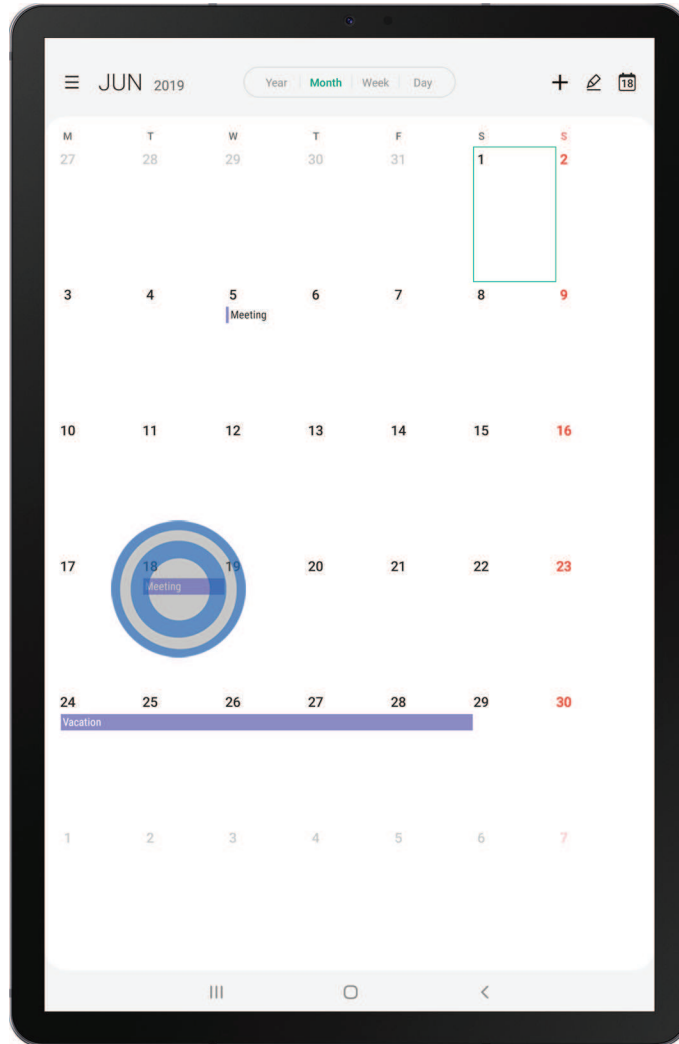 JUN 2019 Year Month Week Day 18
M T W T F S S
27 28 29 30 31 1 2
3 4 5 6 7 8 9
Meeting
10 11 12 13 14 15 16
17 18 19 20 21 22 23
Meeting
24 25 26 27 28 29 30
Vacation
1 2 3 4 5 6 7